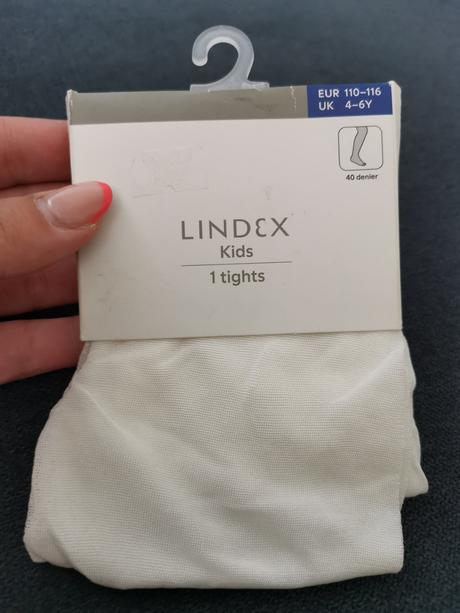 EUR 110–116
UK 4–6Y
40 denier
LINDEX
Kids
1 tights